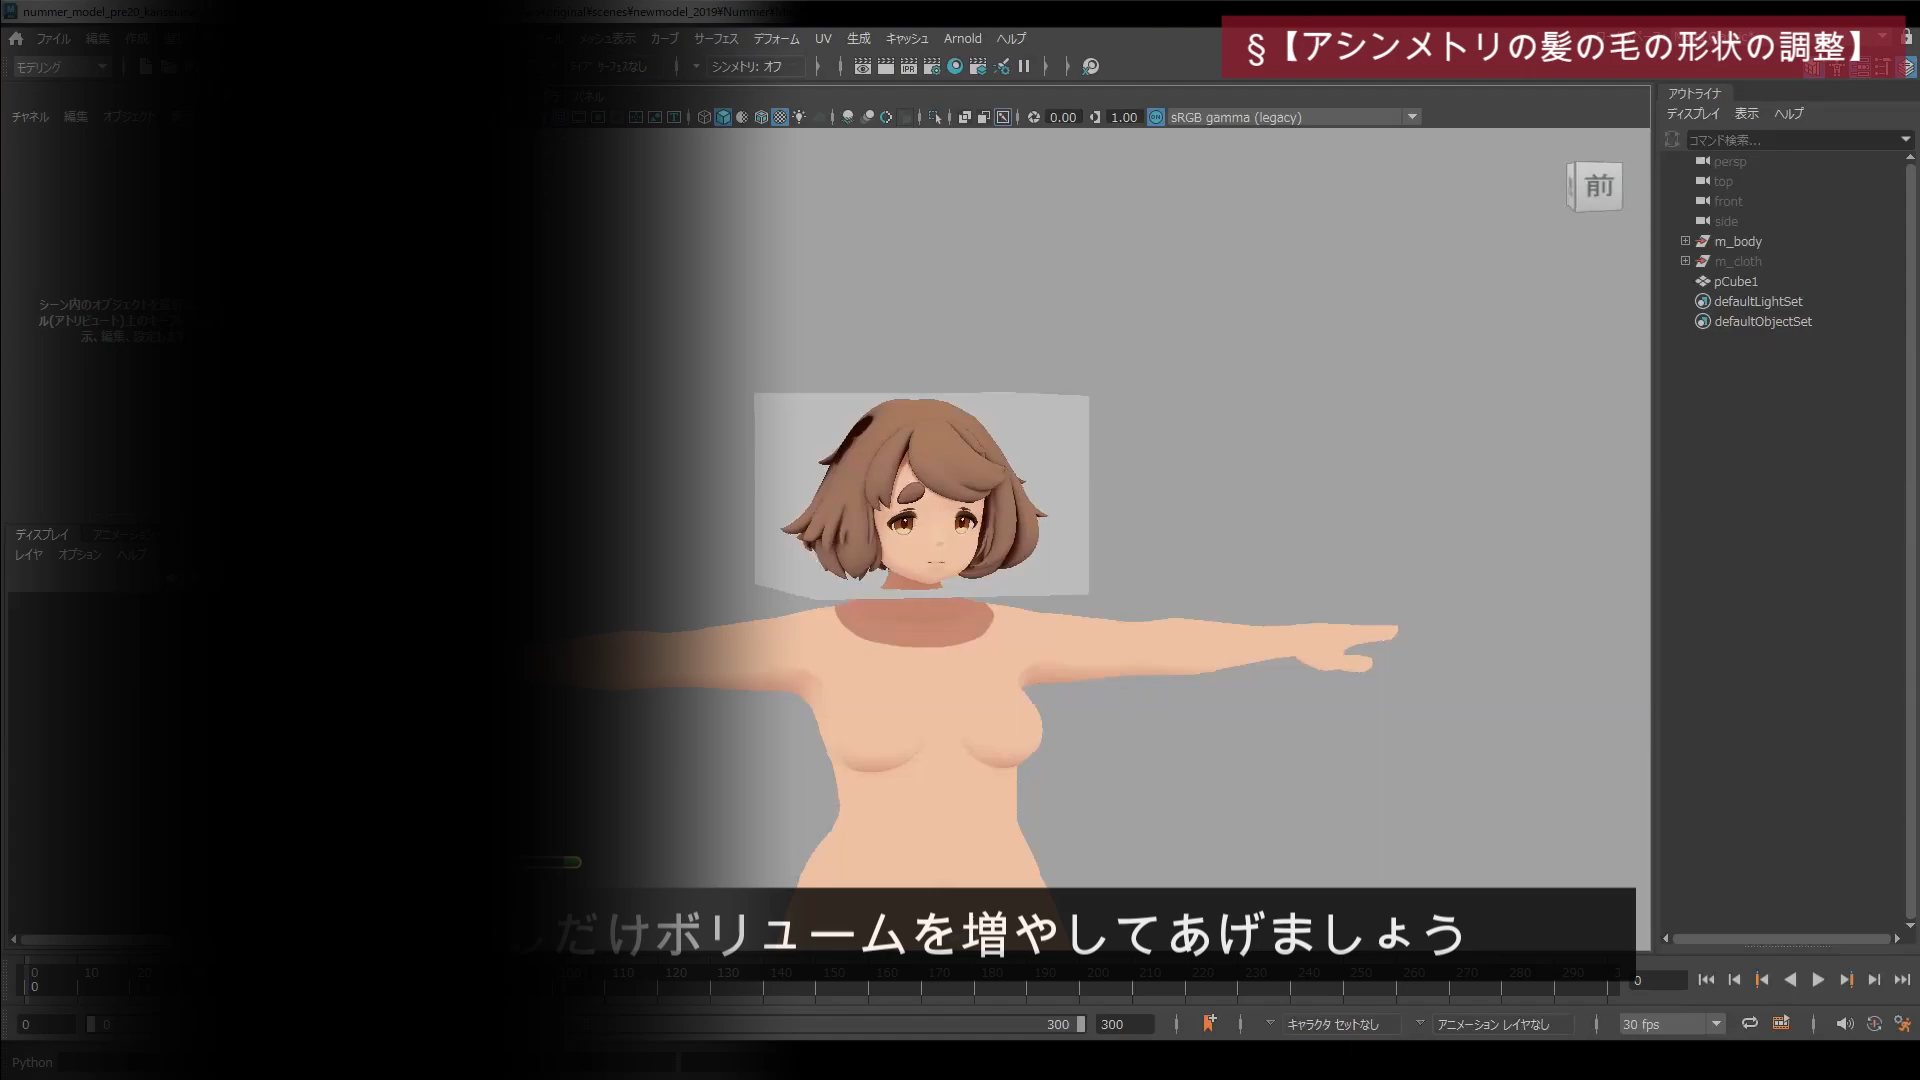 nummer_model_pre20_kansei
original¥scenes¥newmodel_2019¥Nummer¥M
§【アシンメトリの髪の毛の形状の調整】
ファイル 編集 作成
メッシュ表示 カーブ サーフェス デフォーム UV 生成 キャッシュ Arnold ヘルプ
モデリング
ライブ サーフェスなし シンメトリ: オフ
IPR
チャネル 編集 オブジェクト
パネル
0.00 1.00 ON sRGB gamma (legacy)
アウトライナ
ディスプレイ 表示 ヘルプ
コマンド検索...
persp
top
front
side
m_body
m_cloth
pCube1
defaultLightSet
defaultObjectSet
前
シーン内のオブジェクトを
ル(アトリビュート)上のキー
示、編集、設定します
ディスプレイ アニメーション
レイヤ オプション ヘルプ
だけボリュームを増やしてあげましょう
0 10 20 100 110 120 130 140 150 160 170 180 190 200 210 220 230 240 250 260 270 280 290 3
0
0
0 0 300 300 キャラクタ セットなし アニメーション レイヤなし 30 fps
Python